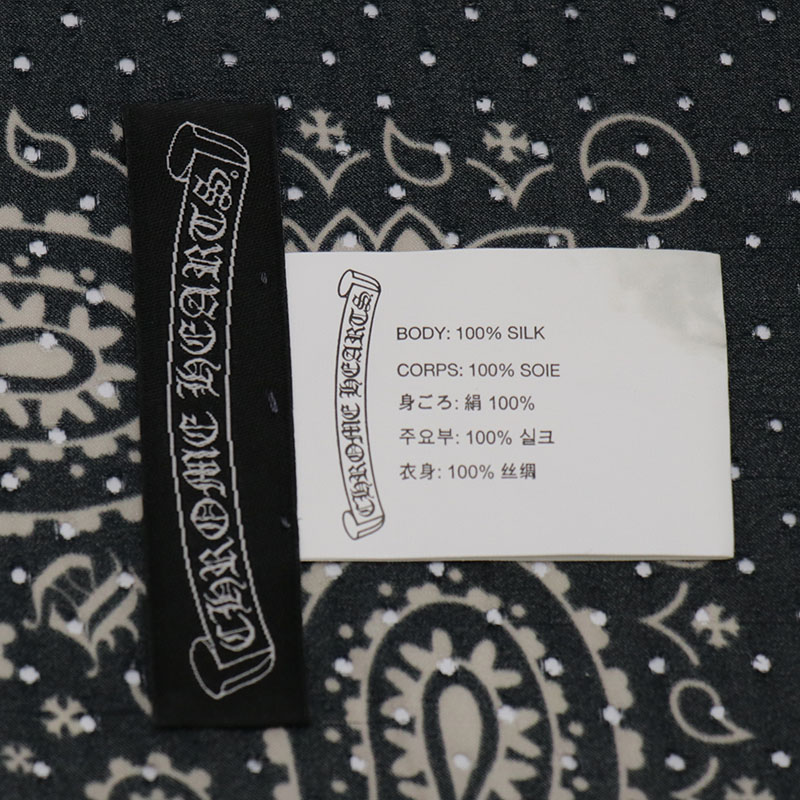 CHROME HEARTS
CHROME HEARTS
BODY: 100% SILK
CORPS: 100% SOIE
身ごろ: 絹 100%
주요부: 100% 실크
衣身: 100% 丝绸